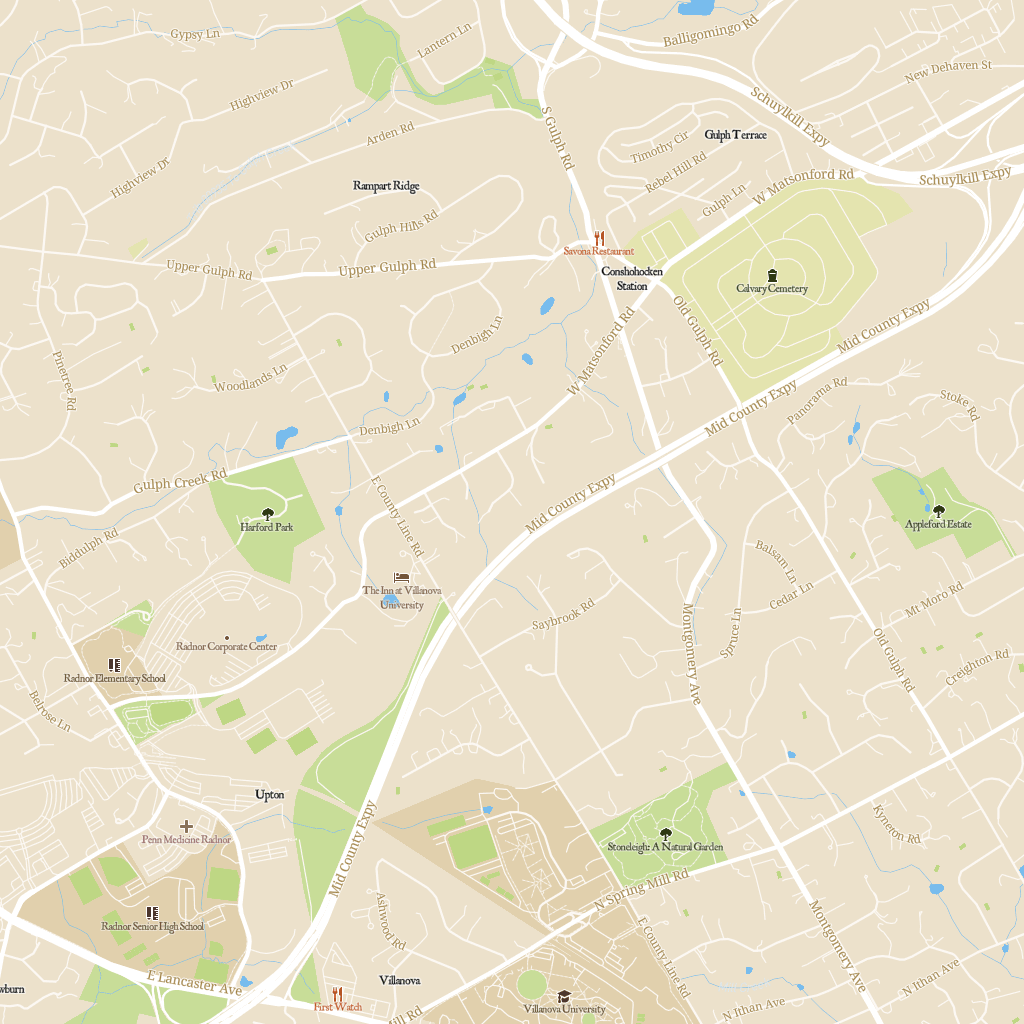 Gypsy Ln
Lantern Ln
Balligomingo Rd
New Dehaven St
Highview Dr
Schuylkill Expy
S Gulph Rd
Arden Rd
Gulph Terrace
Timothy Cir
Highview Dr
Rebel Hill Rd
W Matsonford Rd
Schuylkill Expy
Rampart Ridge
Gulph Ln
Gulph Hills Rd
Savona Restaurant
Upper Gulph Rd
Upper Gulph Rd
Conshohocken
Station
Calvary Cemetery
Old Gulph Rd
Mid County Expy
Denbigh Ln
W Matsonford Rd
Pinetree Rd
Woodlands Ln
Mid County Expy
Panorama Rd
Stoke Rd
Denbigh Ln
Gulph Creek Rd
E County Line Rd
Mid County Expy
Harford Park
Appleford Estate
Biddulph Rd
Balsam Ln
The Inn at Villanova
University
Cedar Ln
Mt Moro Rd
Saybrook Rd
Spruce Ln
Montgomery Ave
Old Gulph Rd
Radnor Corporate Center
Radnor Elementary School
Creighton Rd
Belrose Ln
Upton
Mid County Expy
Penn Medicine Radnor
Kyneron Rd
Stoneleigh: A Natural Garden
N Spring Mill Rd
Ashwood Rd
Radnor Senior High School
Montgomery Ave
E County Line Rd
E Lancaster Ave
Villanova
N Ithan Ave
wburn
First Watch
N Ithan Ave
Villanova University
Mill Rd